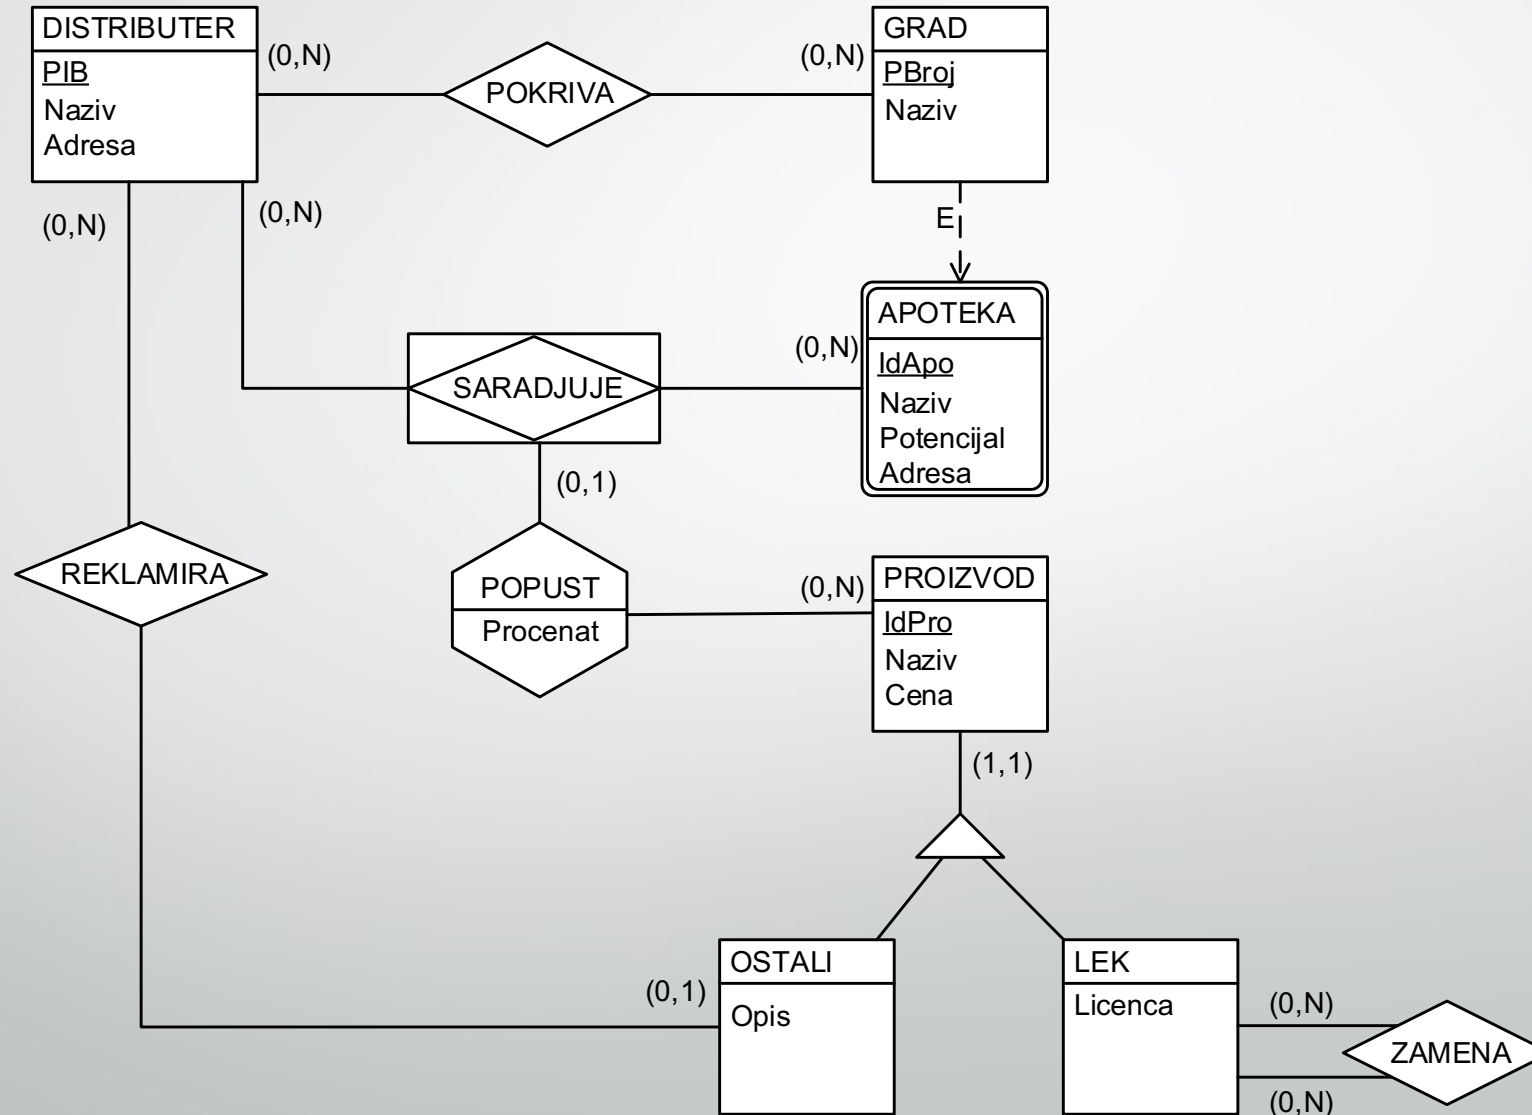 DISTRIBUTER
PIB
Naziv
Adresa
(0,N)
POKRIVA
(0,N)
GRAD
PBroj
Naziv
(0,N)
(0,N)
E
APOTEKA
IdApo
Naziv
Potencijal
Adresa
(0,N)
SARADJUJE
(0,1)
REKLAMIRA
POPUST
Procenat
(0,N)
PROIZVOD
IdPro
Naziv
Cena
(1,1)
OSTALI
Opis
(0,1)
LEK
Licenca
(0,N)
ZAMENA
(0,N)